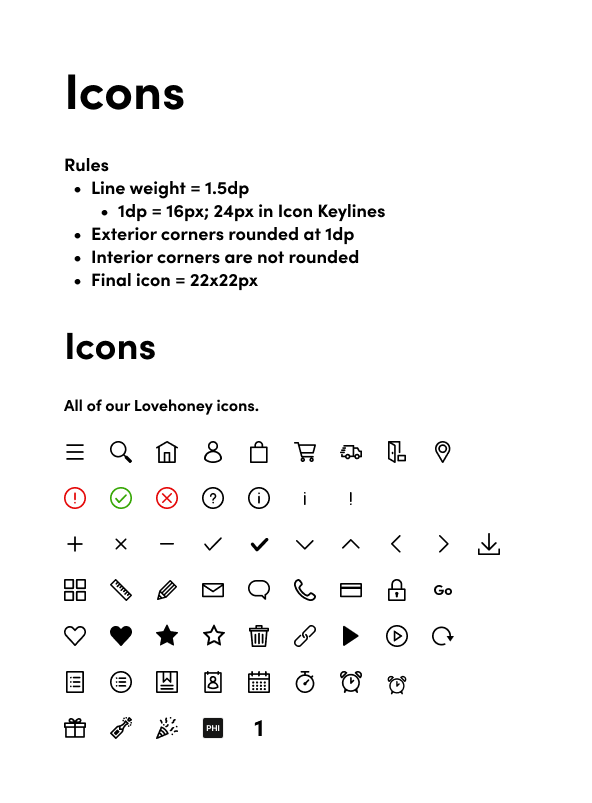 Icons
Rules
• Line weight = 1.5dp
• 1dp = 16px; 24px in Icon Keylines
• Exterior corners rounded at 1dp
• Interior corners are not rounded
• Final icon = 22x22px
Icons
All of our Lovehoney icons.
! ? i i !
Go
PHI 1